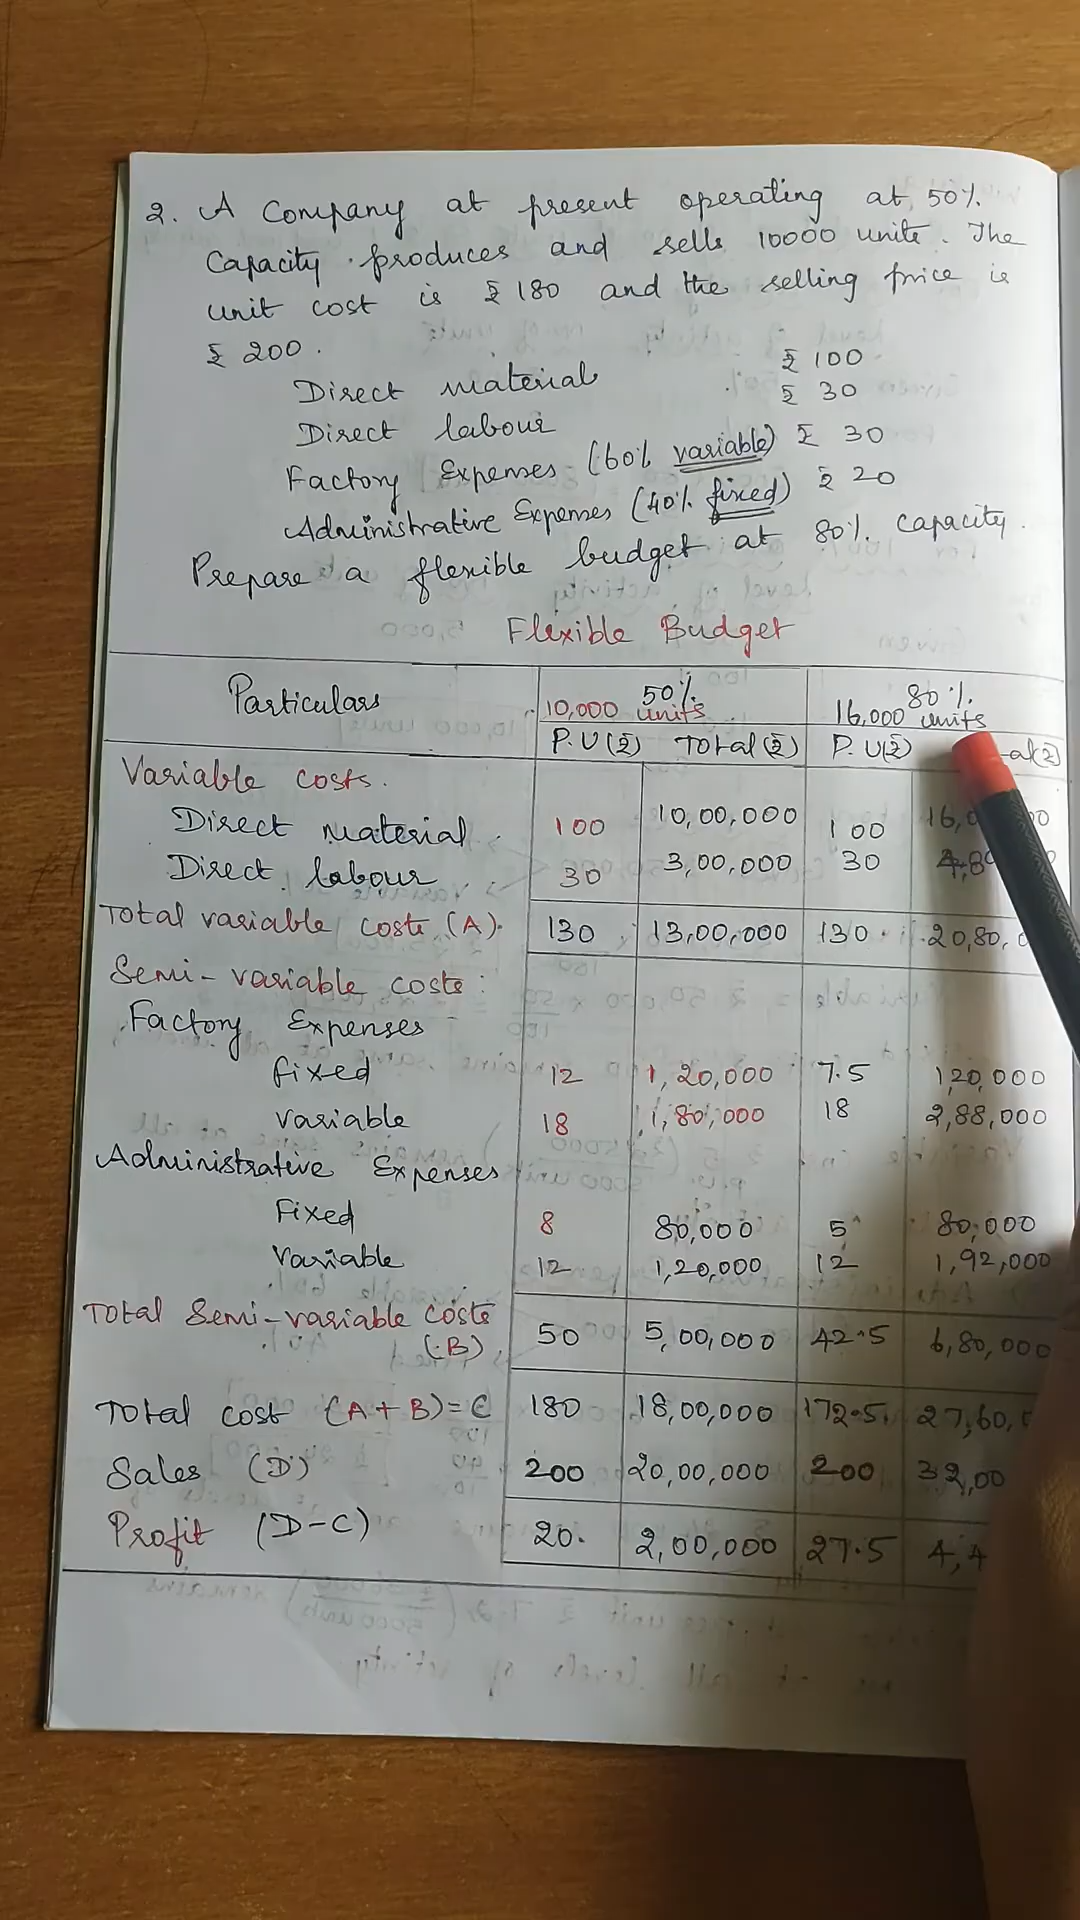 2. A Company at present operating at 50%
Capacity produces and sells 10000 units. The
unit cost is ₹ 180 and the selling price is
₹ 200.
Direct material ₹ 100
Direct labour ₹ 30
Factory Expenses (60% variable) ₹ 30
Administrative Expenses (40% fixed) ₹ 20
Prepare a flexible budget at 80% capacity.
Flexible Budget
Particulars 50% 80%
10,000 units 16,000 units
P.U(₹) Total(₹) P.U(₹)
Variable costs.
Direct material 100 10,00,000 100
Direct labour 30 3,00,000 30
Total variable costs (A) 130 13,00,000 130
Semi-variable costs:
Factory Expenses
fixed 12 1,20,000 7.5 1,20,000
variable 18 1,80,000 18 2,88,000
Administrative Expenses
Fixed 8 80,000 5 80,000
Variable 12 1,20,000 12 1,92,000
Total Semi-variable costs
(B) 50 5,00,000 42.5 6,80,000
Total cost (A+B)=C 180 18,00,000 172.5
Sales (D) 200 20,00,000 200
Profit (D-C) 20. 2,00,000 27.5